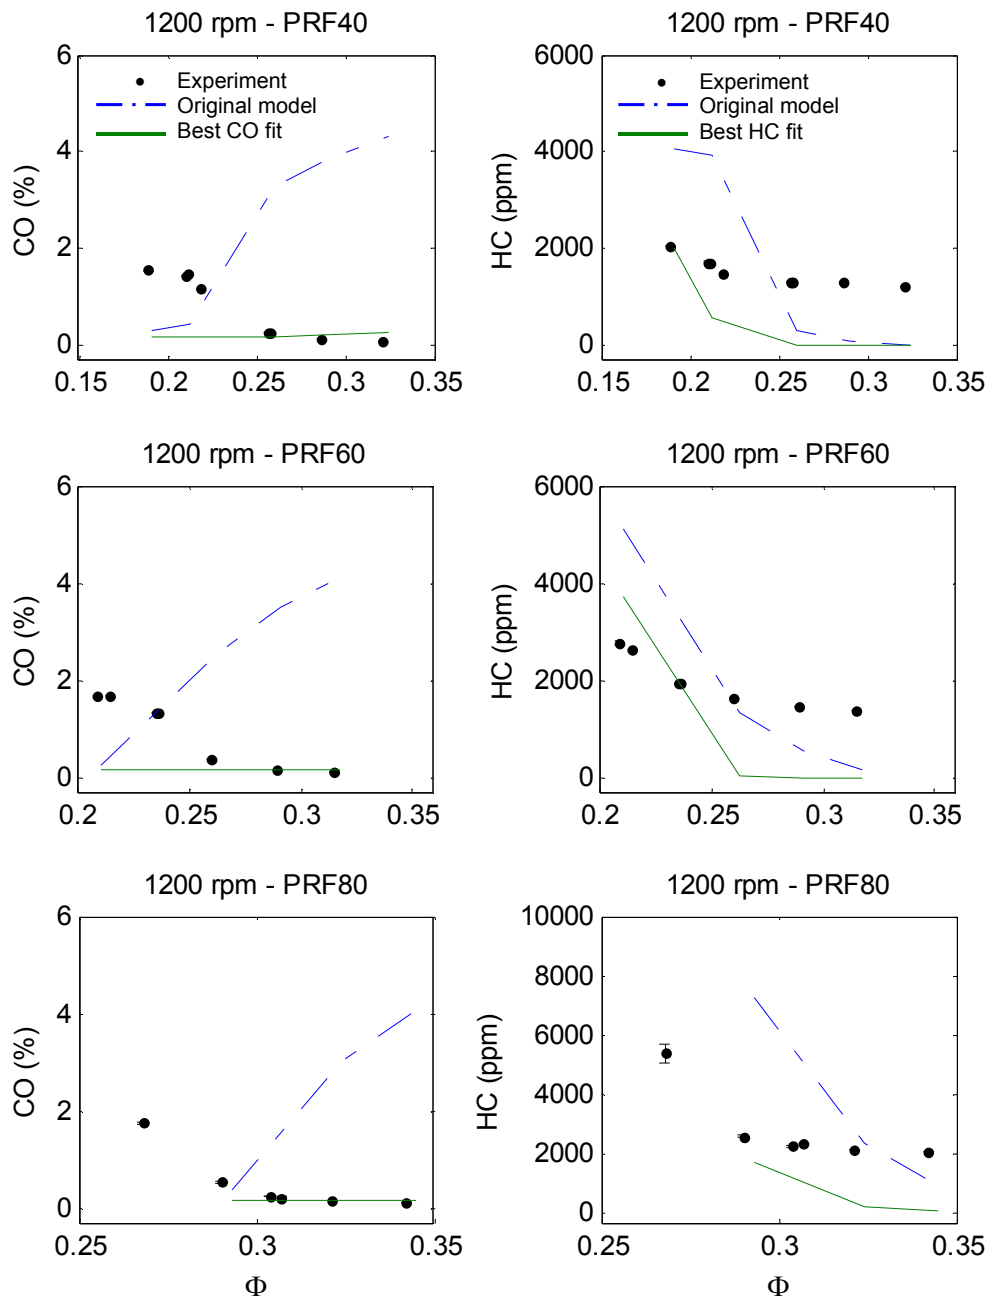 1200 rpm - PRF40
6
4
2
0
CO (%)
Experiment
Original model
Best CO fit
0.15 0.2 0.25 0.3 0.35
1200 rpm - PRF40
6000
4000
2000
0
HC (ppm)
Experiment
Original model
Best HC fit
0.15 0.2 0.25 0.3 0.35
1200 rpm - PRF60
6
4
2
0
CO (%)
0.2 0.25 0.3 0.35
1200 rpm - PRF60
6000
4000
2000
0
HC (ppm)
0.2 0.25 0.3 0.35
1200 rpm - PRF80
6
4
2
0
CO (%)
0.25 0.3 0.35
Φ
1200 rpm - PRF80
10000
8000
6000
4000
2000
0
HC (ppm)
0.25 0.3 0.35
Φ